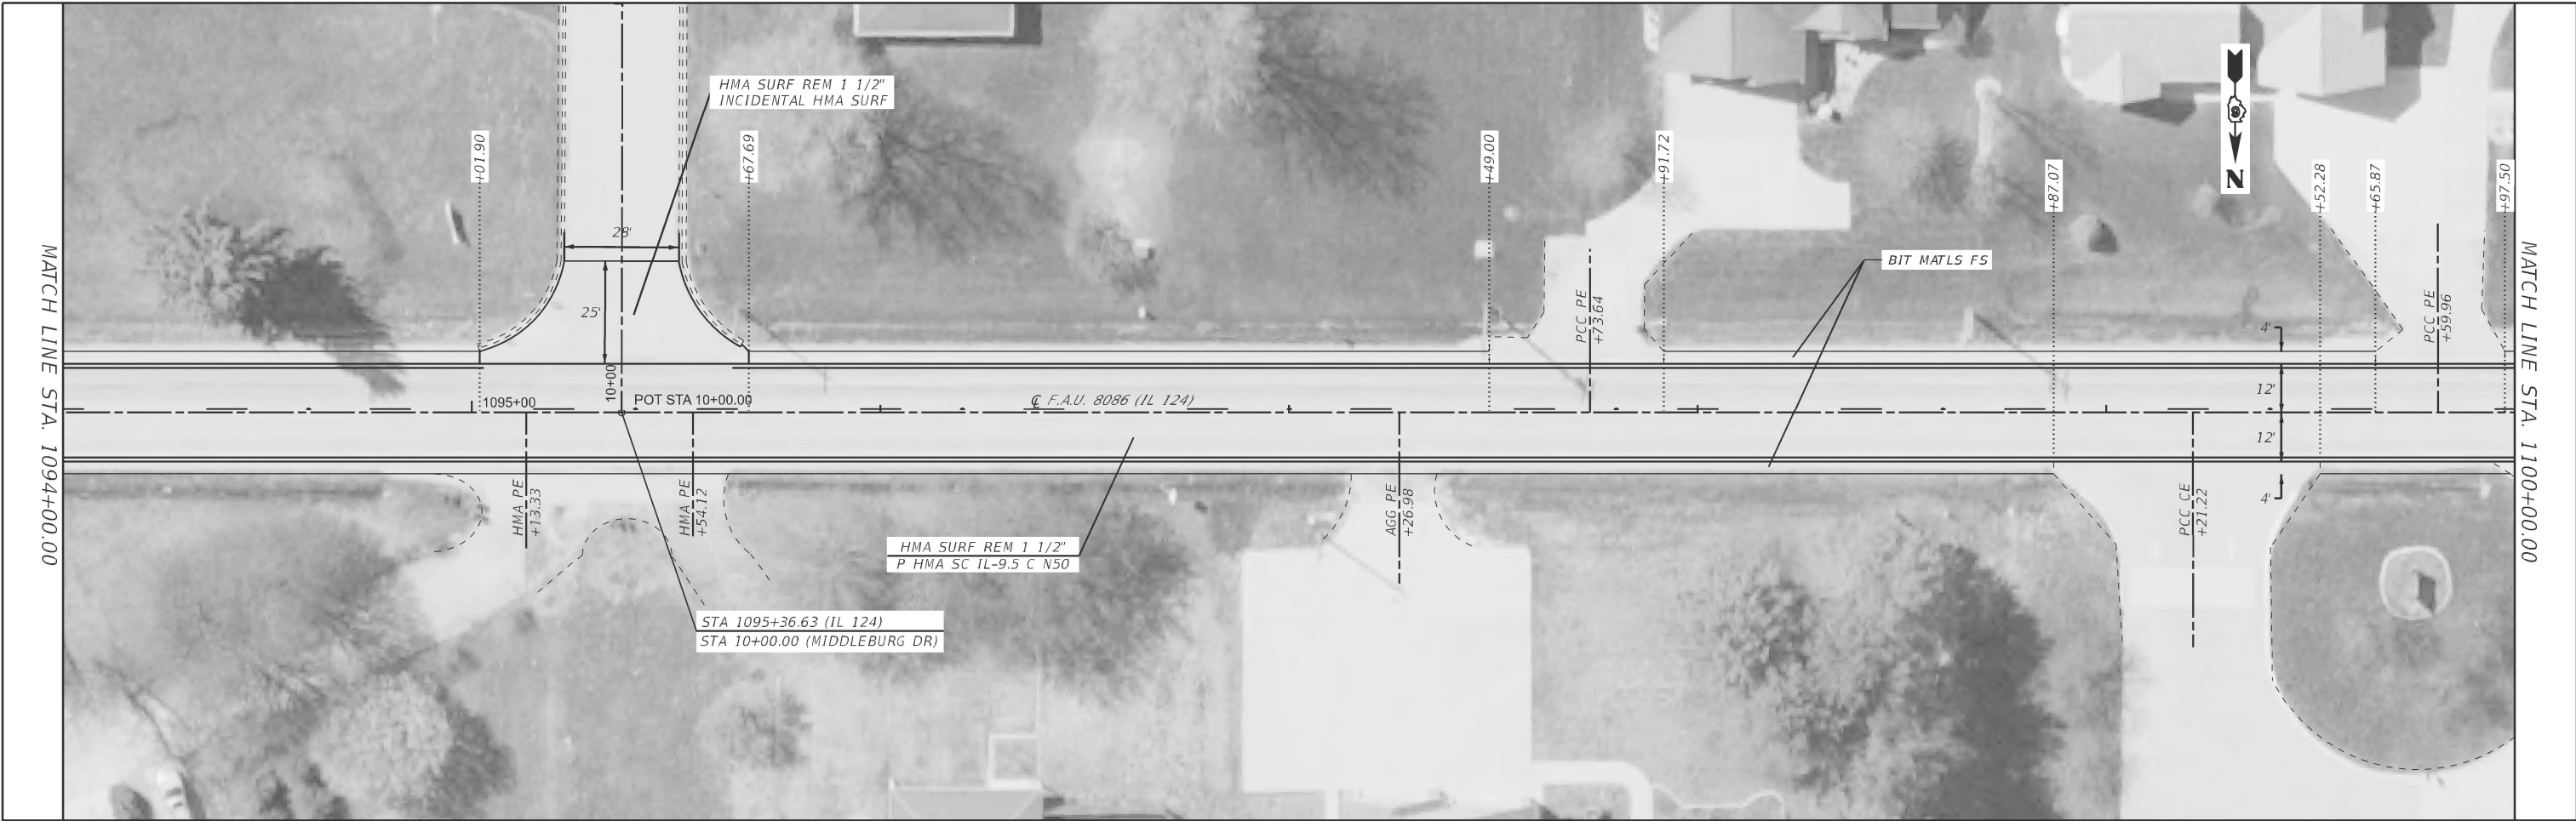 MATCH LINE STA. 1094+00.00
HMA SURF REM 1 1/2"
INCIDENTAL HMA SURF
+01.90
+67.69
+49.00
+91.72
+87.07
+52.28
+65.87
+97.50
N
28'
25'
BIT MATLS FS
PCC PE
+73.64
PCC PE
+59.96
4'
12'
12'
4'
10+00
1095+00
POT STA 10+00.00
℄ F.A.U. 8086 (IL 124)
HMA PE
+13.33
HMA PE
+54.12
AGG PE
+26.98
PCC CE
+21.22
HMA SURF REM 1 1/2"
P HMA SC IL-9.5 C N50
STA 1095+36.63 (IL 124)
STA 10+00.00 (MIDDLEBURG DR)
MATCH LINE STA. 1100+00.00